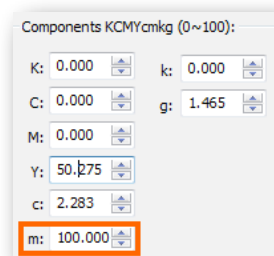 Components KCMYcmkg (0~100):
K: 0.000 k: 0.000
C: 0.000 g: 1.465
M: 0.000
Y: 50.275
c: 2.283
m: 100.000